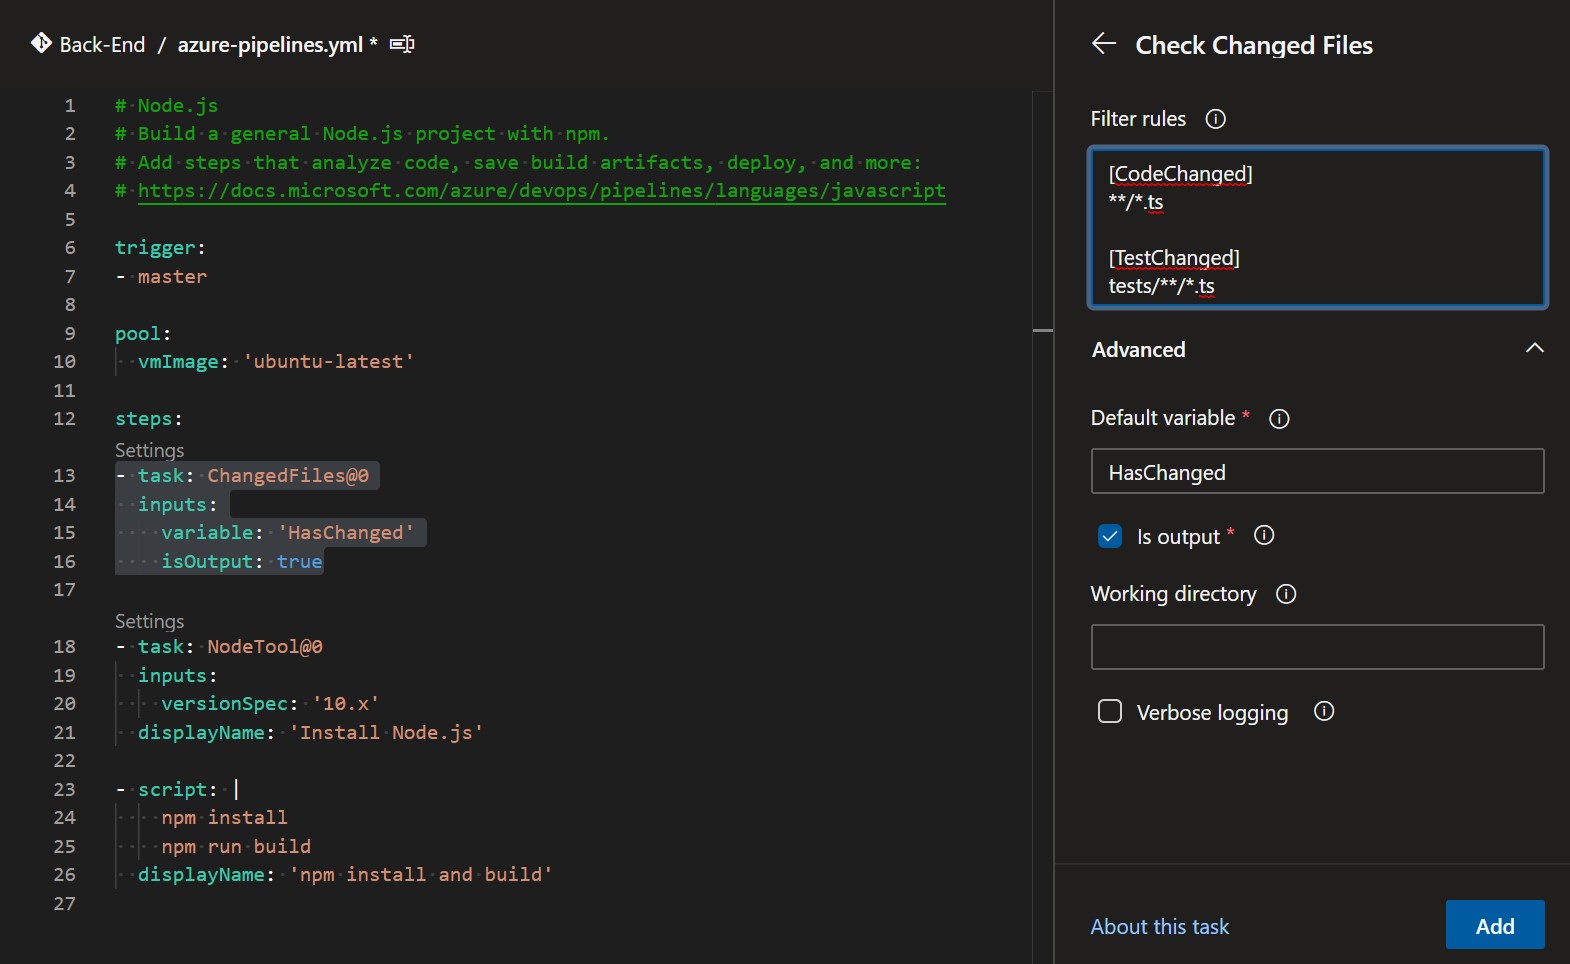 Back-End / azure-pipelines.yml *
1 # Node.js
2 # Build a general Node.js project with npm.
3 # Add steps that analyze code, save build artifacts, deploy, and more:
4 # https://docs.microsoft.com/azure/devops/pipelines/languages/javascript
5
6 trigger:
7 - master
8
9 pool:
10   vmImage: 'ubuntu-latest'
11
12 steps:
Settings
13 - task: ChangedFiles@0
14   inputs:
15     variable: 'HasChanged'
16     isOutput: true
17
Settings
18 - task: NodeTool@0
19   inputs:
20     versionSpec: '10.x'
21   displayName: 'Install Node.js'
22
23 - script: |
24     npm install
25     npm run build
26   displayName: 'npm install and build'
27
Check Changed Files
Filter rules
[CodeChanged]
**/*.ts
[TestChanged]
tests/**/*.ts
Advanced
Default variable *
HasChanged
Is output *
Working directory
Verbose logging
About this task
Add